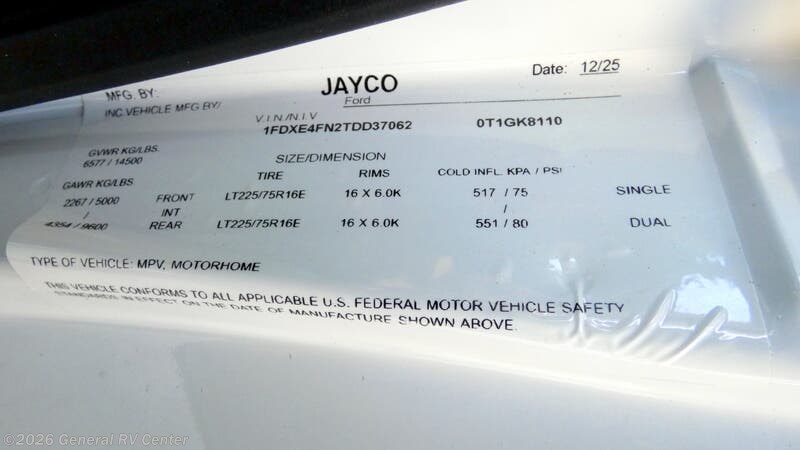 MFG. BY: JAYCO Date: 12/25
INC.VEHICLE MFG BY/ Ford
V.I.N./N.I.V
1FDXE4FN2TDD37062 0T1GK8110
GVWR KG/LBS.
6577 / 14500 SIZE/DIMENSION
GAWR KG/LBS TIRE RIMS COLD INFL. KPA / PSI
2267 / 5000 FRONT LT225/75R16E 16 X 6.0K 517 / 75 SINGLE
/ INT /
4354 / 9600 REAR LT225/75R16E 16 X 6.0K 551 / 80 DUAL
TYPE OF VEHICLE: MPV, MOTORHOME
THIS VEHICLE CONFORMS TO ALL APPLICABLE U.S. FEDERAL MOTOR VEHICLE SAFETY
STANDARDS IN EFFECT ON THE DATE OF MANUFACTURE SHOWN ABOVE.
©2026 General RV Center